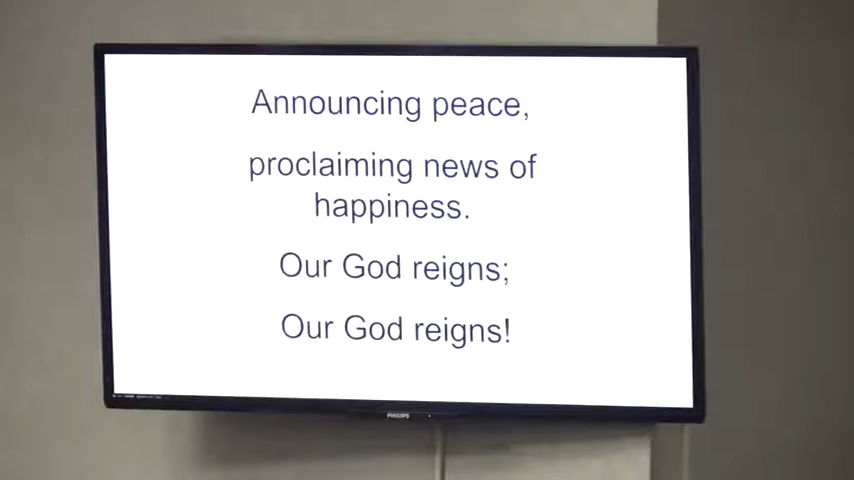 Announcing peace,
proclaiming news of
happiness.
Our God reigns;
Our God reigns!
PHILIPS